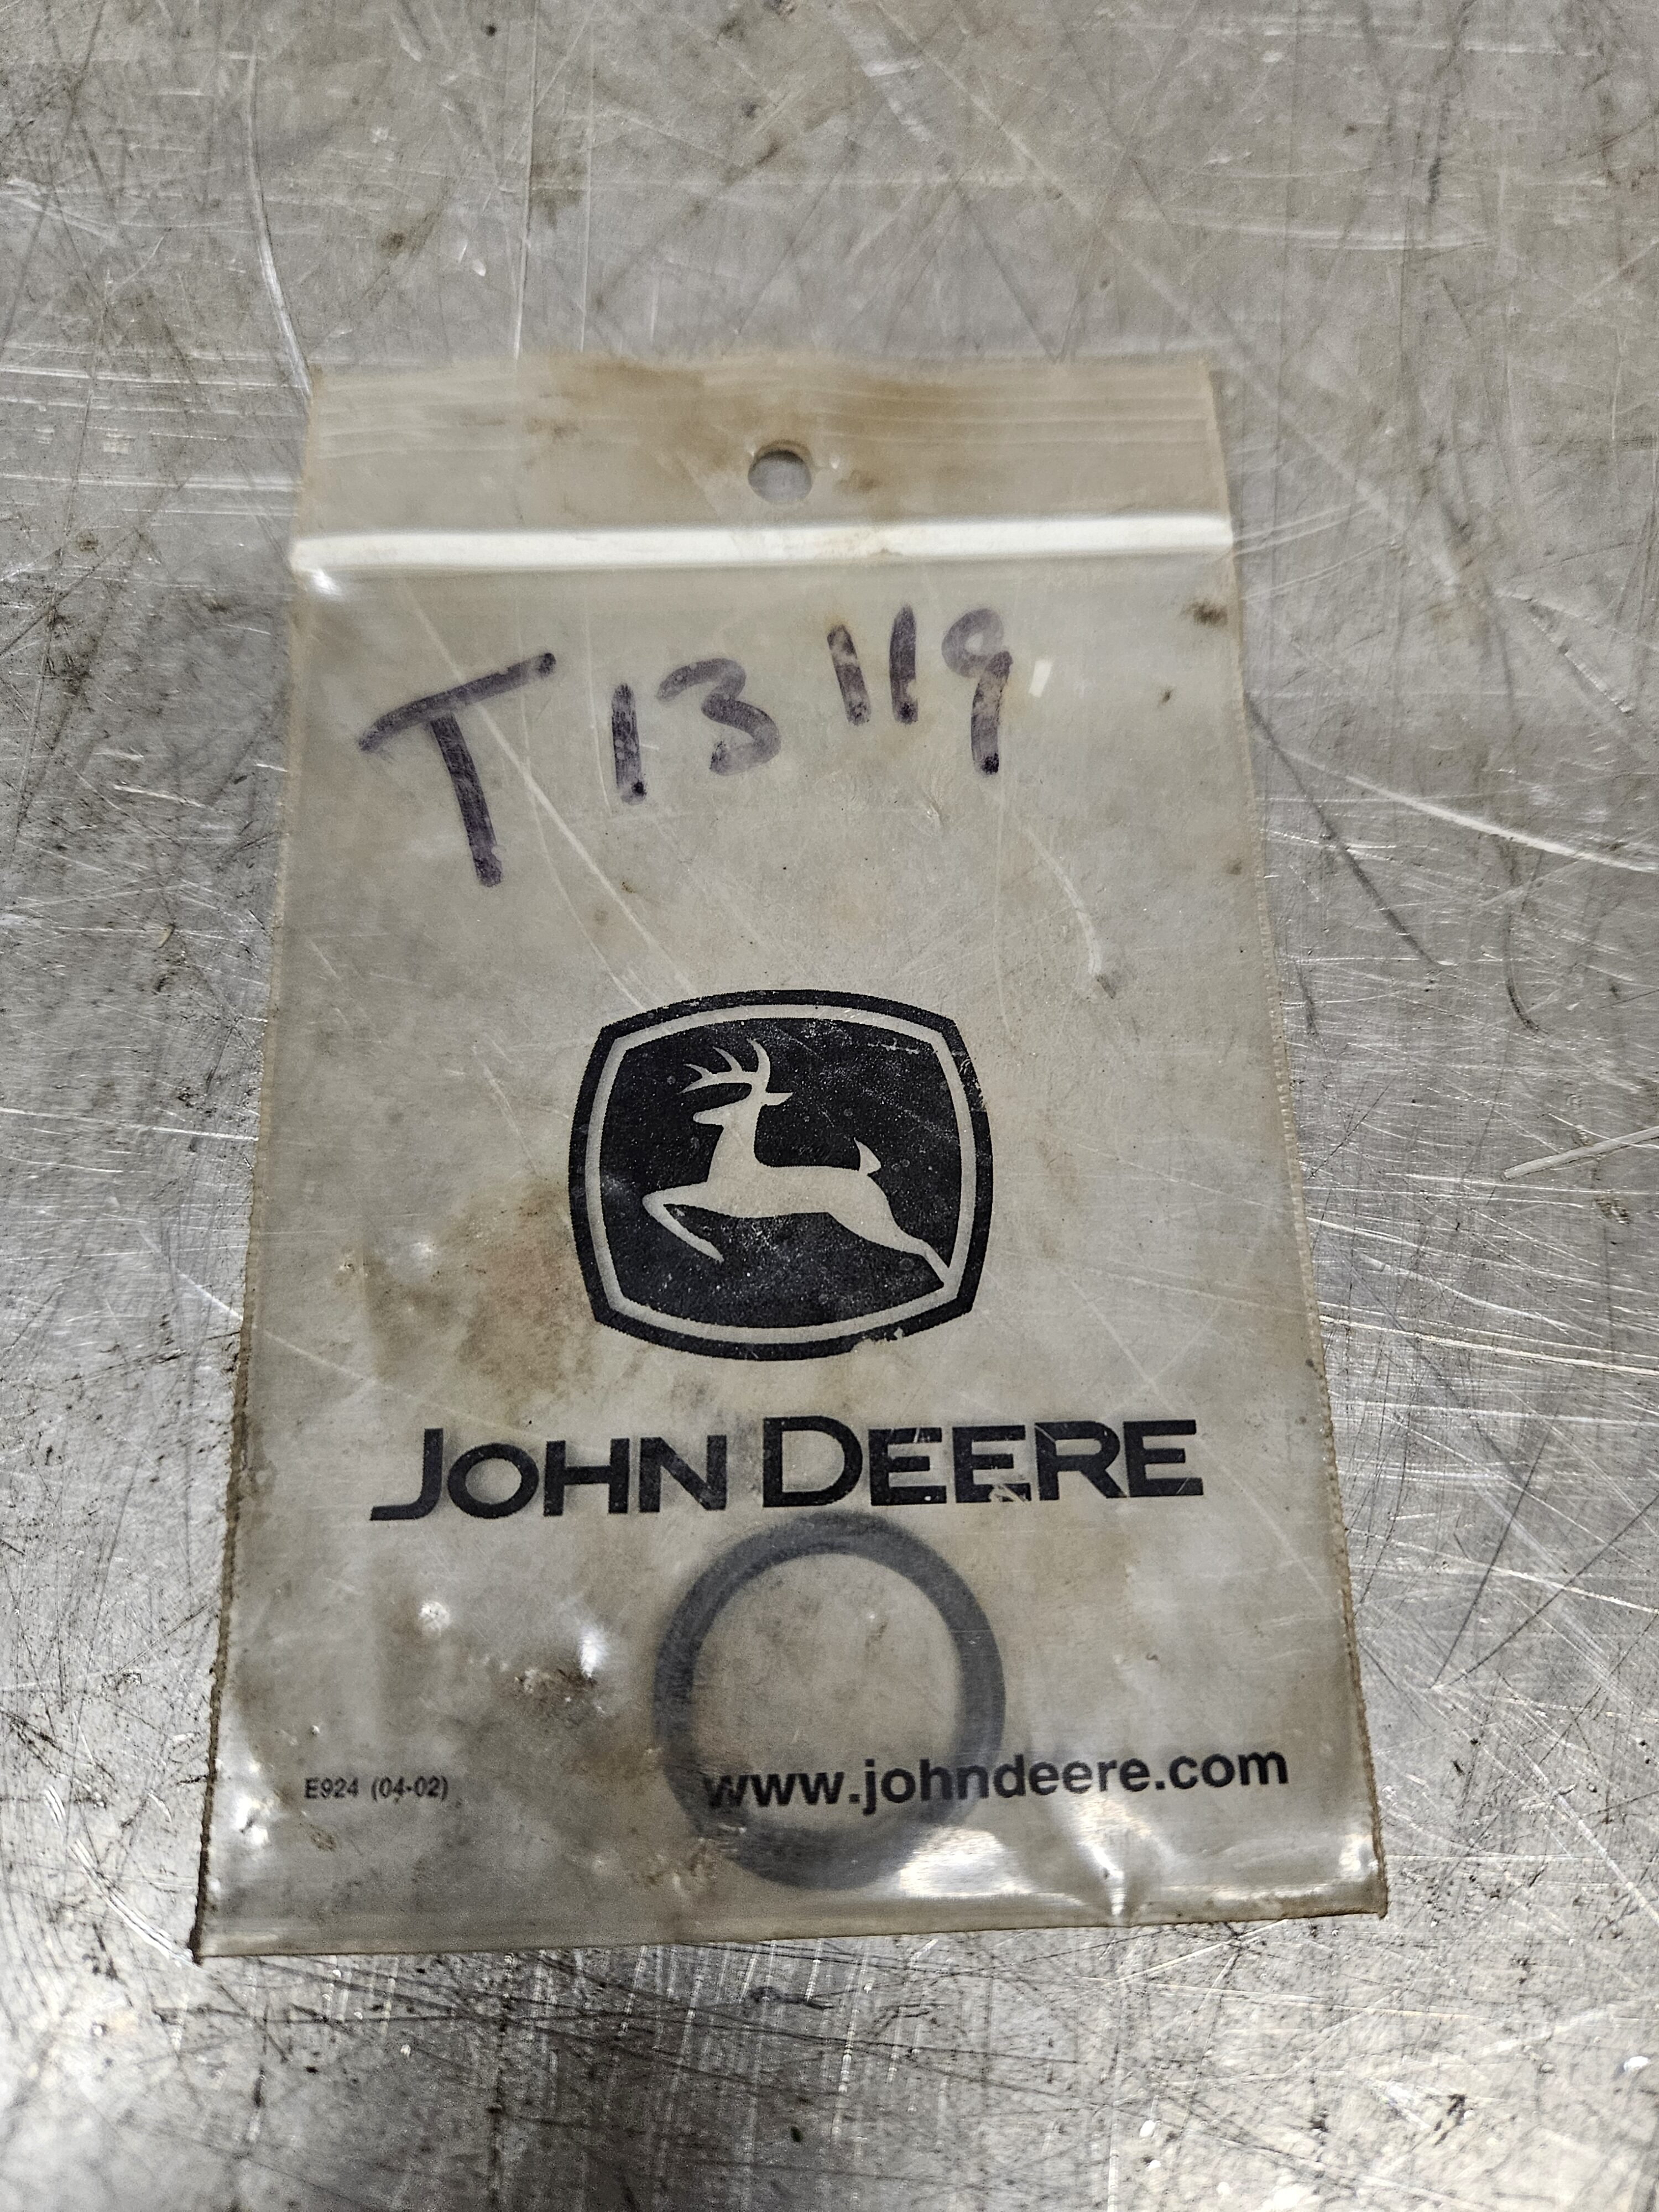 T13119
JOHN DEERE
E924 (04-02)
www.johndeere.com